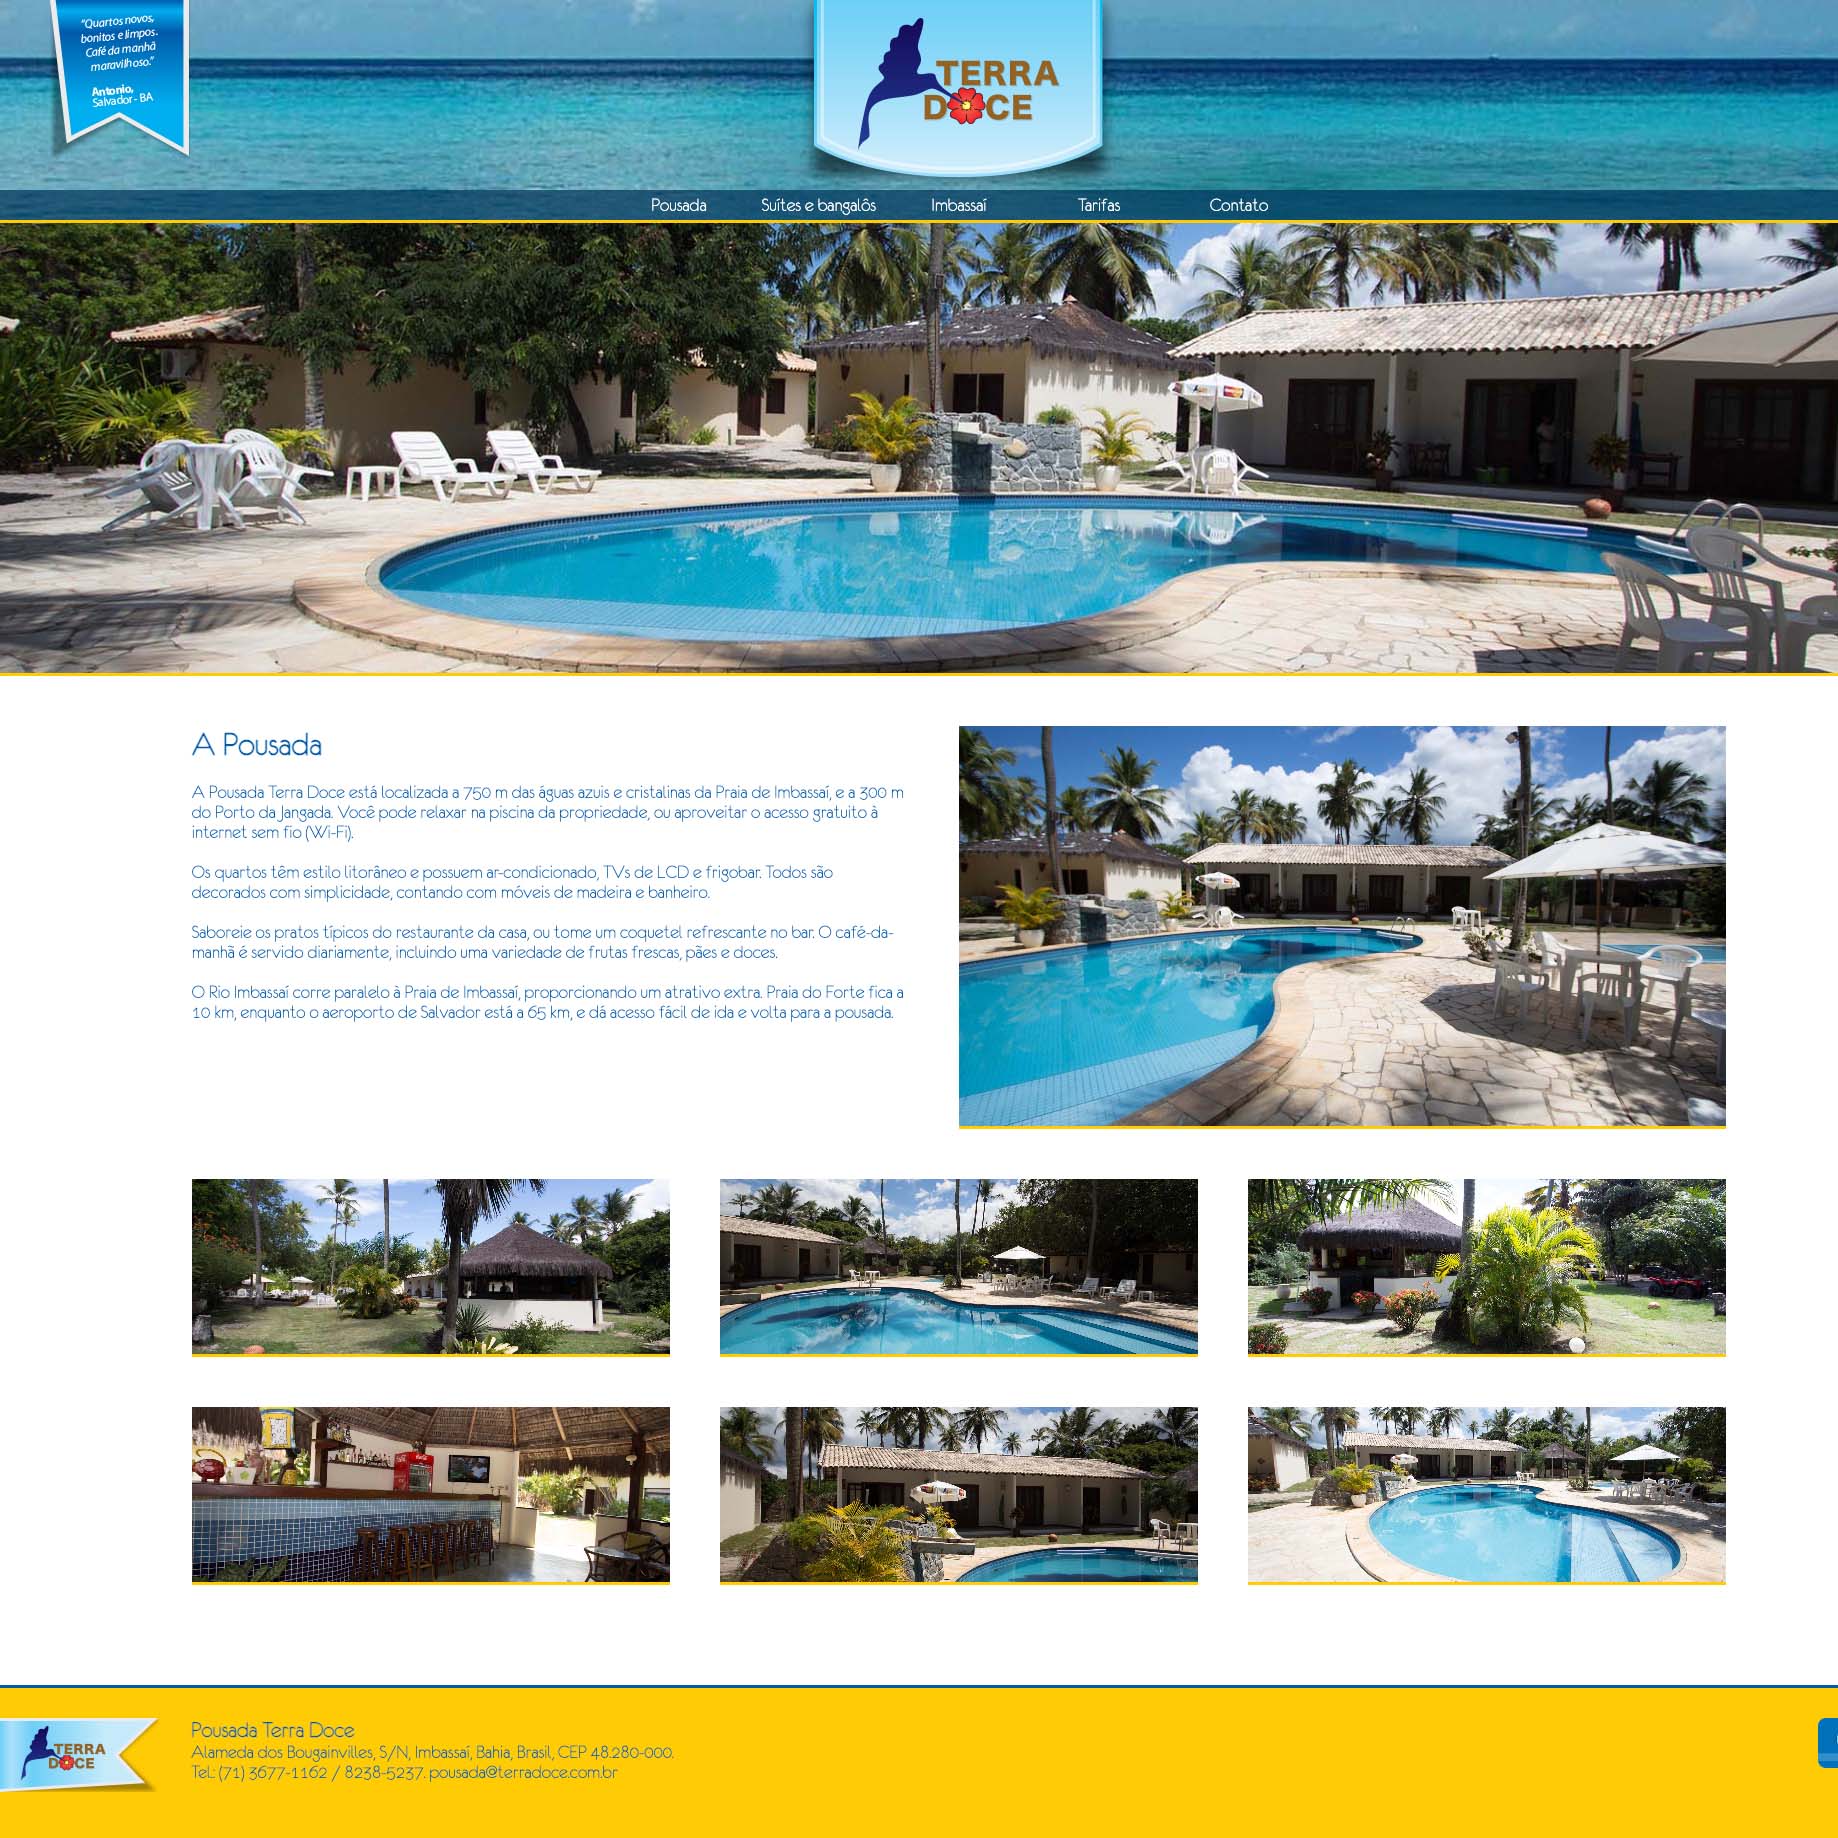 “Quartos novos,
bonitos e limpos.
Café da manhã
maravilhoso.”
Antonio,
Salvador - BA
TERRA
DOCE
Pousada Suítes e bangalôs Imbassaí Tarifas Contato
A Pousada
A Pousada Terra Doce está localizada a 750 m das águas azuis e cristalinas da Praia de Imbassaí, e a 300 m
do Porto da Jangada. Você pode relaxar na piscina da propriedade, ou aproveitar o acesso gratuito à
internet sem fio (Wi-Fi).
Os quartos têm estilo litorâneo e possuem ar-condicionado, TVs de LCD e frigobar. Todos são
decorados com simplicidade, contando com móveis de madeira e banheiro.
Saboreie os pratos típicos do restaurante da casa, ou tome um coquetel refrescante no bar. O café-da-
manhã é servido diariamente, incluindo uma variedade de frutas frescas, pães e doces.
O Rio Imbassaí corre paralelo à Praia de Imbassaí, proporcionando um atrativo extra. Praia do Forte fica a
10 km, enquanto o aeroporto de Salvador está a 65 km, e dá acesso fácil de ida e volta para a pousada.
TERRA
DOCE
Pousada Terra Doce
Alameda dos Bougainvilles, S/N, Imbassaí, Bahia, Brasil, CEP 48.280-000.
Tel.: (71) 3677-1162 / 8238-5237. pousada@terradoce.com.br